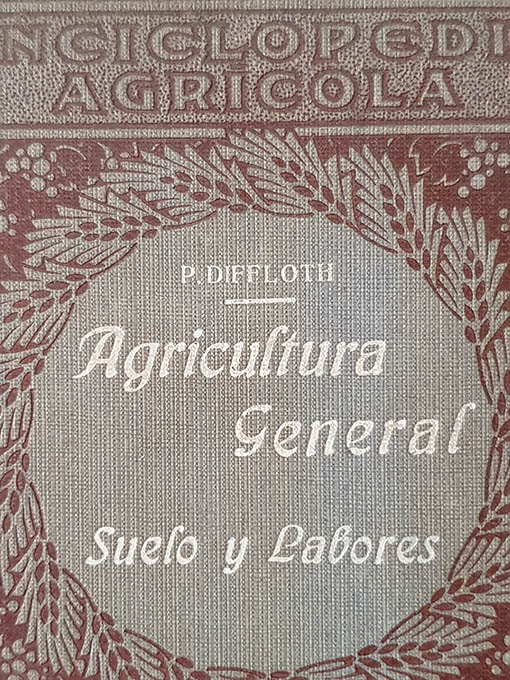 NCICLOPEDI
AGRICOLA
P. DIFFLOTH
Agricultura
General
Suelo y Labores